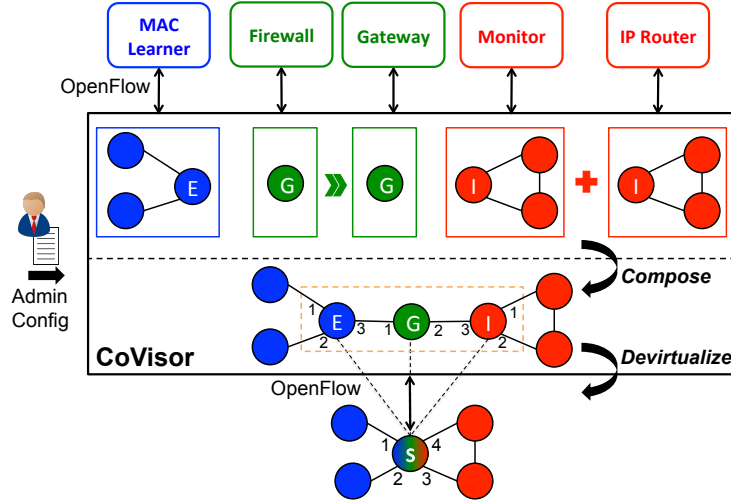 MAC
Learner
Firewall
Gateway
Monitor
IP Router
OpenFlow
E
G
G
I
I
Admin
Config
Compose
1
E
3
2
1
G
2
3
I
1
2
CoVisor
Devirtualize
OpenFlow
1
S
4
2
3